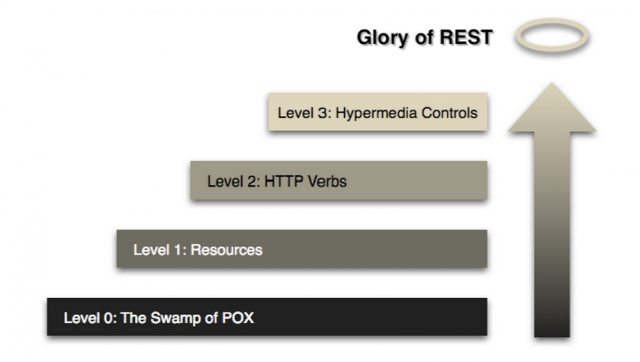 Glory of REST
Level 3: Hypermedia Controls
Level 2: HTTP Verbs
Level 1: Resources
Level 0: The Swamp of POX